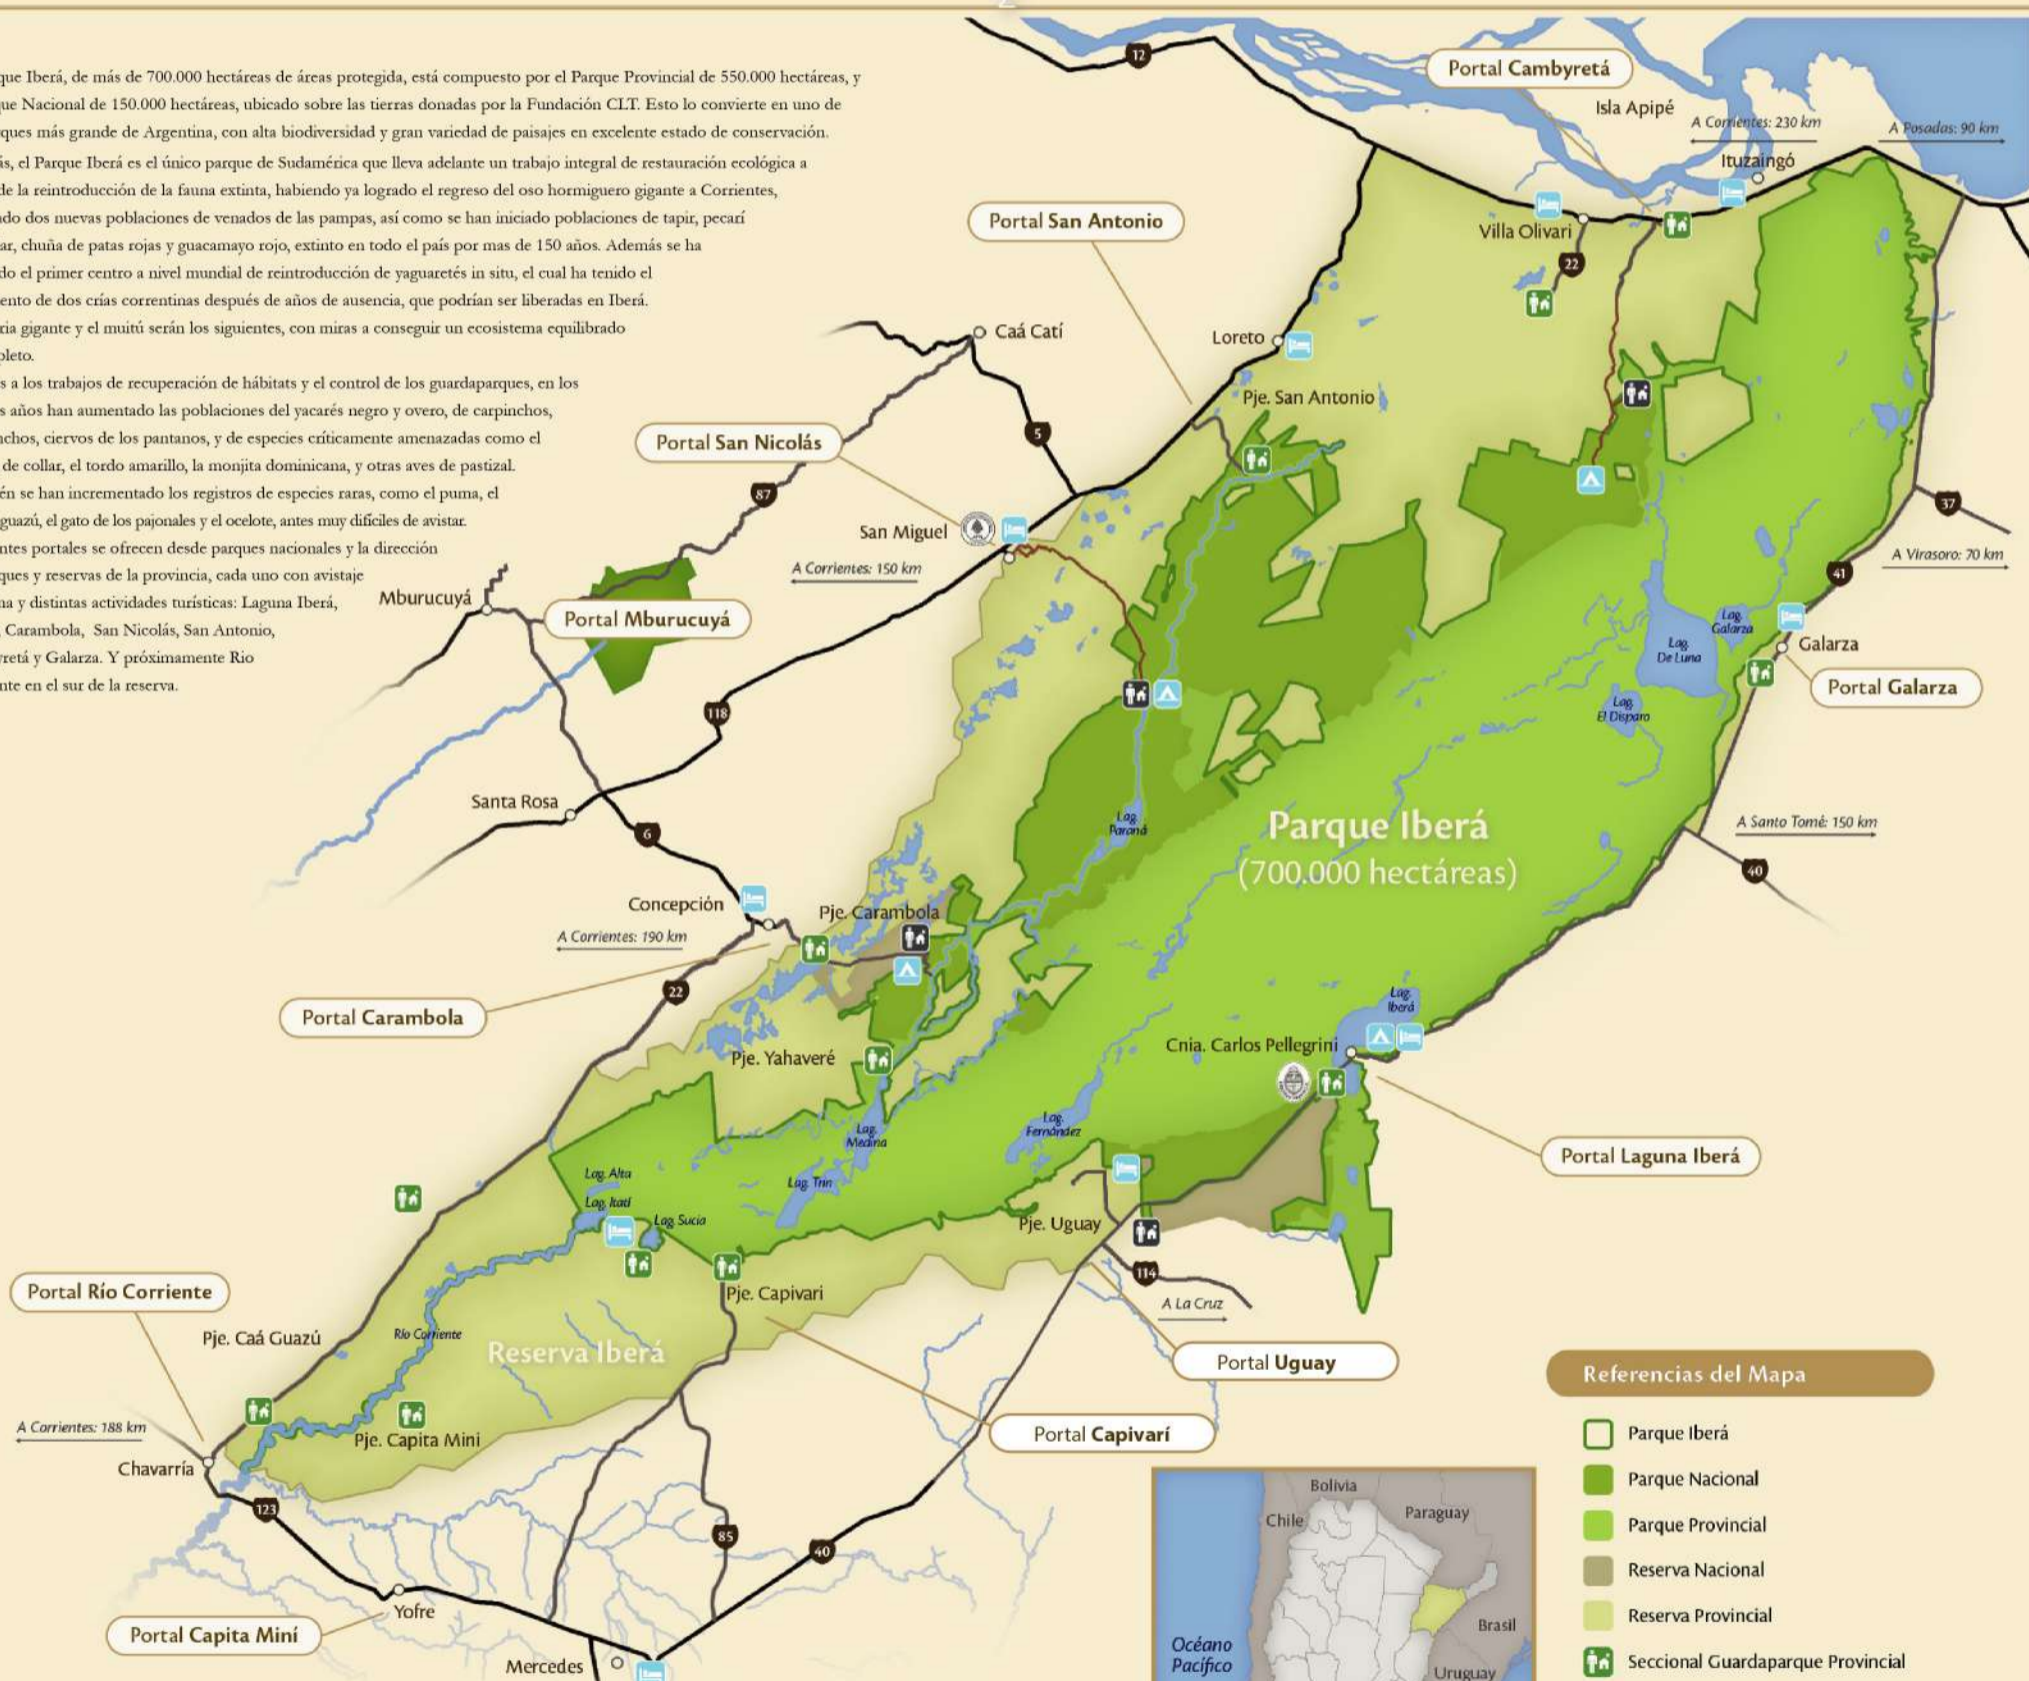 que Iberá, de más de 700.000 hectáreas de áreas protegida, está compuesto por el Parque Provincial de 550.000 hectáreas, y
ue Nacional de 150.000 hectáreas, ubicado sobre las tierras donadas por la Fundación CLT. Esto lo convierte en uno de
ques más grande de Argentina, con alta biodiversidad y gran variedad de paisajes en excelente estado de conservación.
ás, el Parque Iberá es el único parque de Sudamérica que lleva adelante un trabajo integral de restauración ecológica a
de la reintroducción de la fauna extinta, habiendo ya logrado el regreso del oso hormiguero gigante a Corrientes,
ndo dos nuevas poblaciones de venados de las pampas, así como se han iniciado poblaciones de tapir, pecarí
ar, chuña de patas rojas y guacamayo rojo, extinto en todo el país por mas de 150 años. Además se ha
do el primer centro a nivel mundial de reintroducción de yaguaretés in situ, el cual ha tenido el
ento de dos crías correntinas después de años de ausencia, que podrían ser liberadas en Iberá.
ria gigante y el muitú serán los siguientes, con miras a conseguir un ecosistema equilibrado
pleto.
s a los trabajos de recuperación de hábitats y el control de los guardaparques, en los
s años han aumentado las poblaciones del yacarés negro y overo, de carpinchos,
nchos, ciervos de los pantanos, y de especies críticamente amenazadas como el
de collar, el tordo amarillo, la monjita dominicana, y otras aves de pastizal.
én se han incrementado los registros de especies raras, como el puma, el
guazú, el gato de los pajonales y el ocelote, antes muy difíciles de avistar.
ntes portales se ofrecen desde parques nacionales y la dirección
ques y reservas de la provincia, cada uno con avistaje
na y distintas actividades turísticas: Laguna Iberá,
, Carambola, San Nicolás, San Antonio,
yretá y Galarza. Y próximamente Rio
nte en el sur de la reserva.
12
Portal Cambyretá
Isla Apipé
A Corrientes: 230 km
A Posadas: 90 km
Ituzaingó
Portal San Antonio
Villa Olivari
22
Caá Catí
Loreto
Pje. San Antonio
Portal San Nicolás
5
87
37
San Miguel
A Corrientes: 150 km
A Virasoro: 70 km
41
Mburucuyá
Portal Mburucuyá
Lag. Galarza
Lag. De Luna
Galarza
Portal Galarza
Lag. El Disparo
118
Santa Rosa
6
Lag. Paraná
Parque Iberá
(700.000 hectáreas)
A Santo Tomé: 150 km
40
Concepción
Pje. Carambola
A Corrientes: 190 km
22
Portal Carambola
Lag. Iberá
Pje. Yahaveré
Cnia. Carlos Pellegrini
Lag. Medina
Lag. Fernández
Portal Laguna Iberá
Lag. Alta
Lag. Trin
Lag. Itatí
Lag. Sucia
Pje. Uguay
114
A La Cruz
Portal Río Corriente
Pje. Capivari
Pje. Caá Guazú
Río Corriente
Reserva Iberá
Portal Uguay
Portal Capivarí
A Corrientes: 188 km
Pje. Capita Mini
Chavarría
123
85
40
Yofre
Portal Capita Miní
Mercedes
Bolivia
Paraguay
Chile
Brasil
Océano
Pacífico
Uruguay
Referencias del Mapa
Parque Iberá
Parque Nacional
Parque Provincial
Reserva Nacional
Reserva Provincial
Seccional Guardaparque Provincial